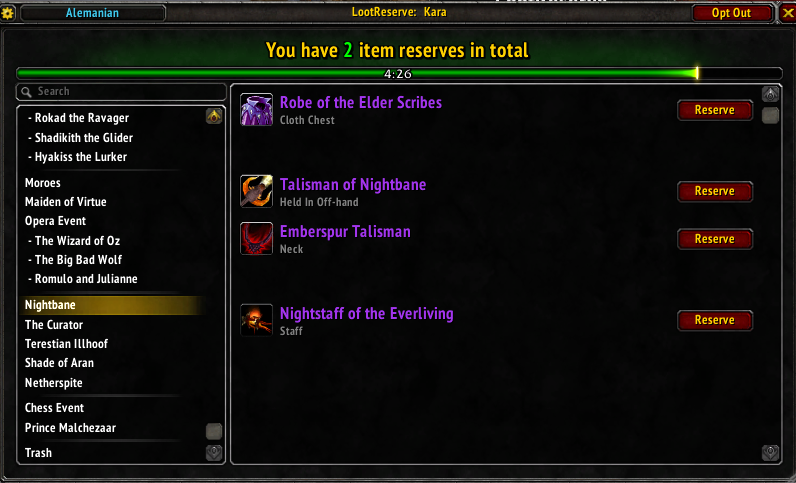 Alemanian
LootReserve: Kara
Opt Out
You have 2 item reserves in total
4:26
Search
- Rokad the Ravager
- Shadikith the Glider
- Hyakiss the Lurker
Moroes
Maiden of Virtue
Opera Event
- The Wizard of Oz
- The Big Bad Wolf
- Romulo and Julianne
Nightbane
The Curator
Terestian Illhoof
Shade of Aran
Netherspite
Chess Event
Prince Malchezaar
Trash
Robe of the Elder Scribes
Cloth Chest
Reserve
Talisman of Nightbane
Held In Off-hand
Reserve
Emberspur Talisman
Neck
Reserve
Nightstaff of the Everliving
Staff
Reserve